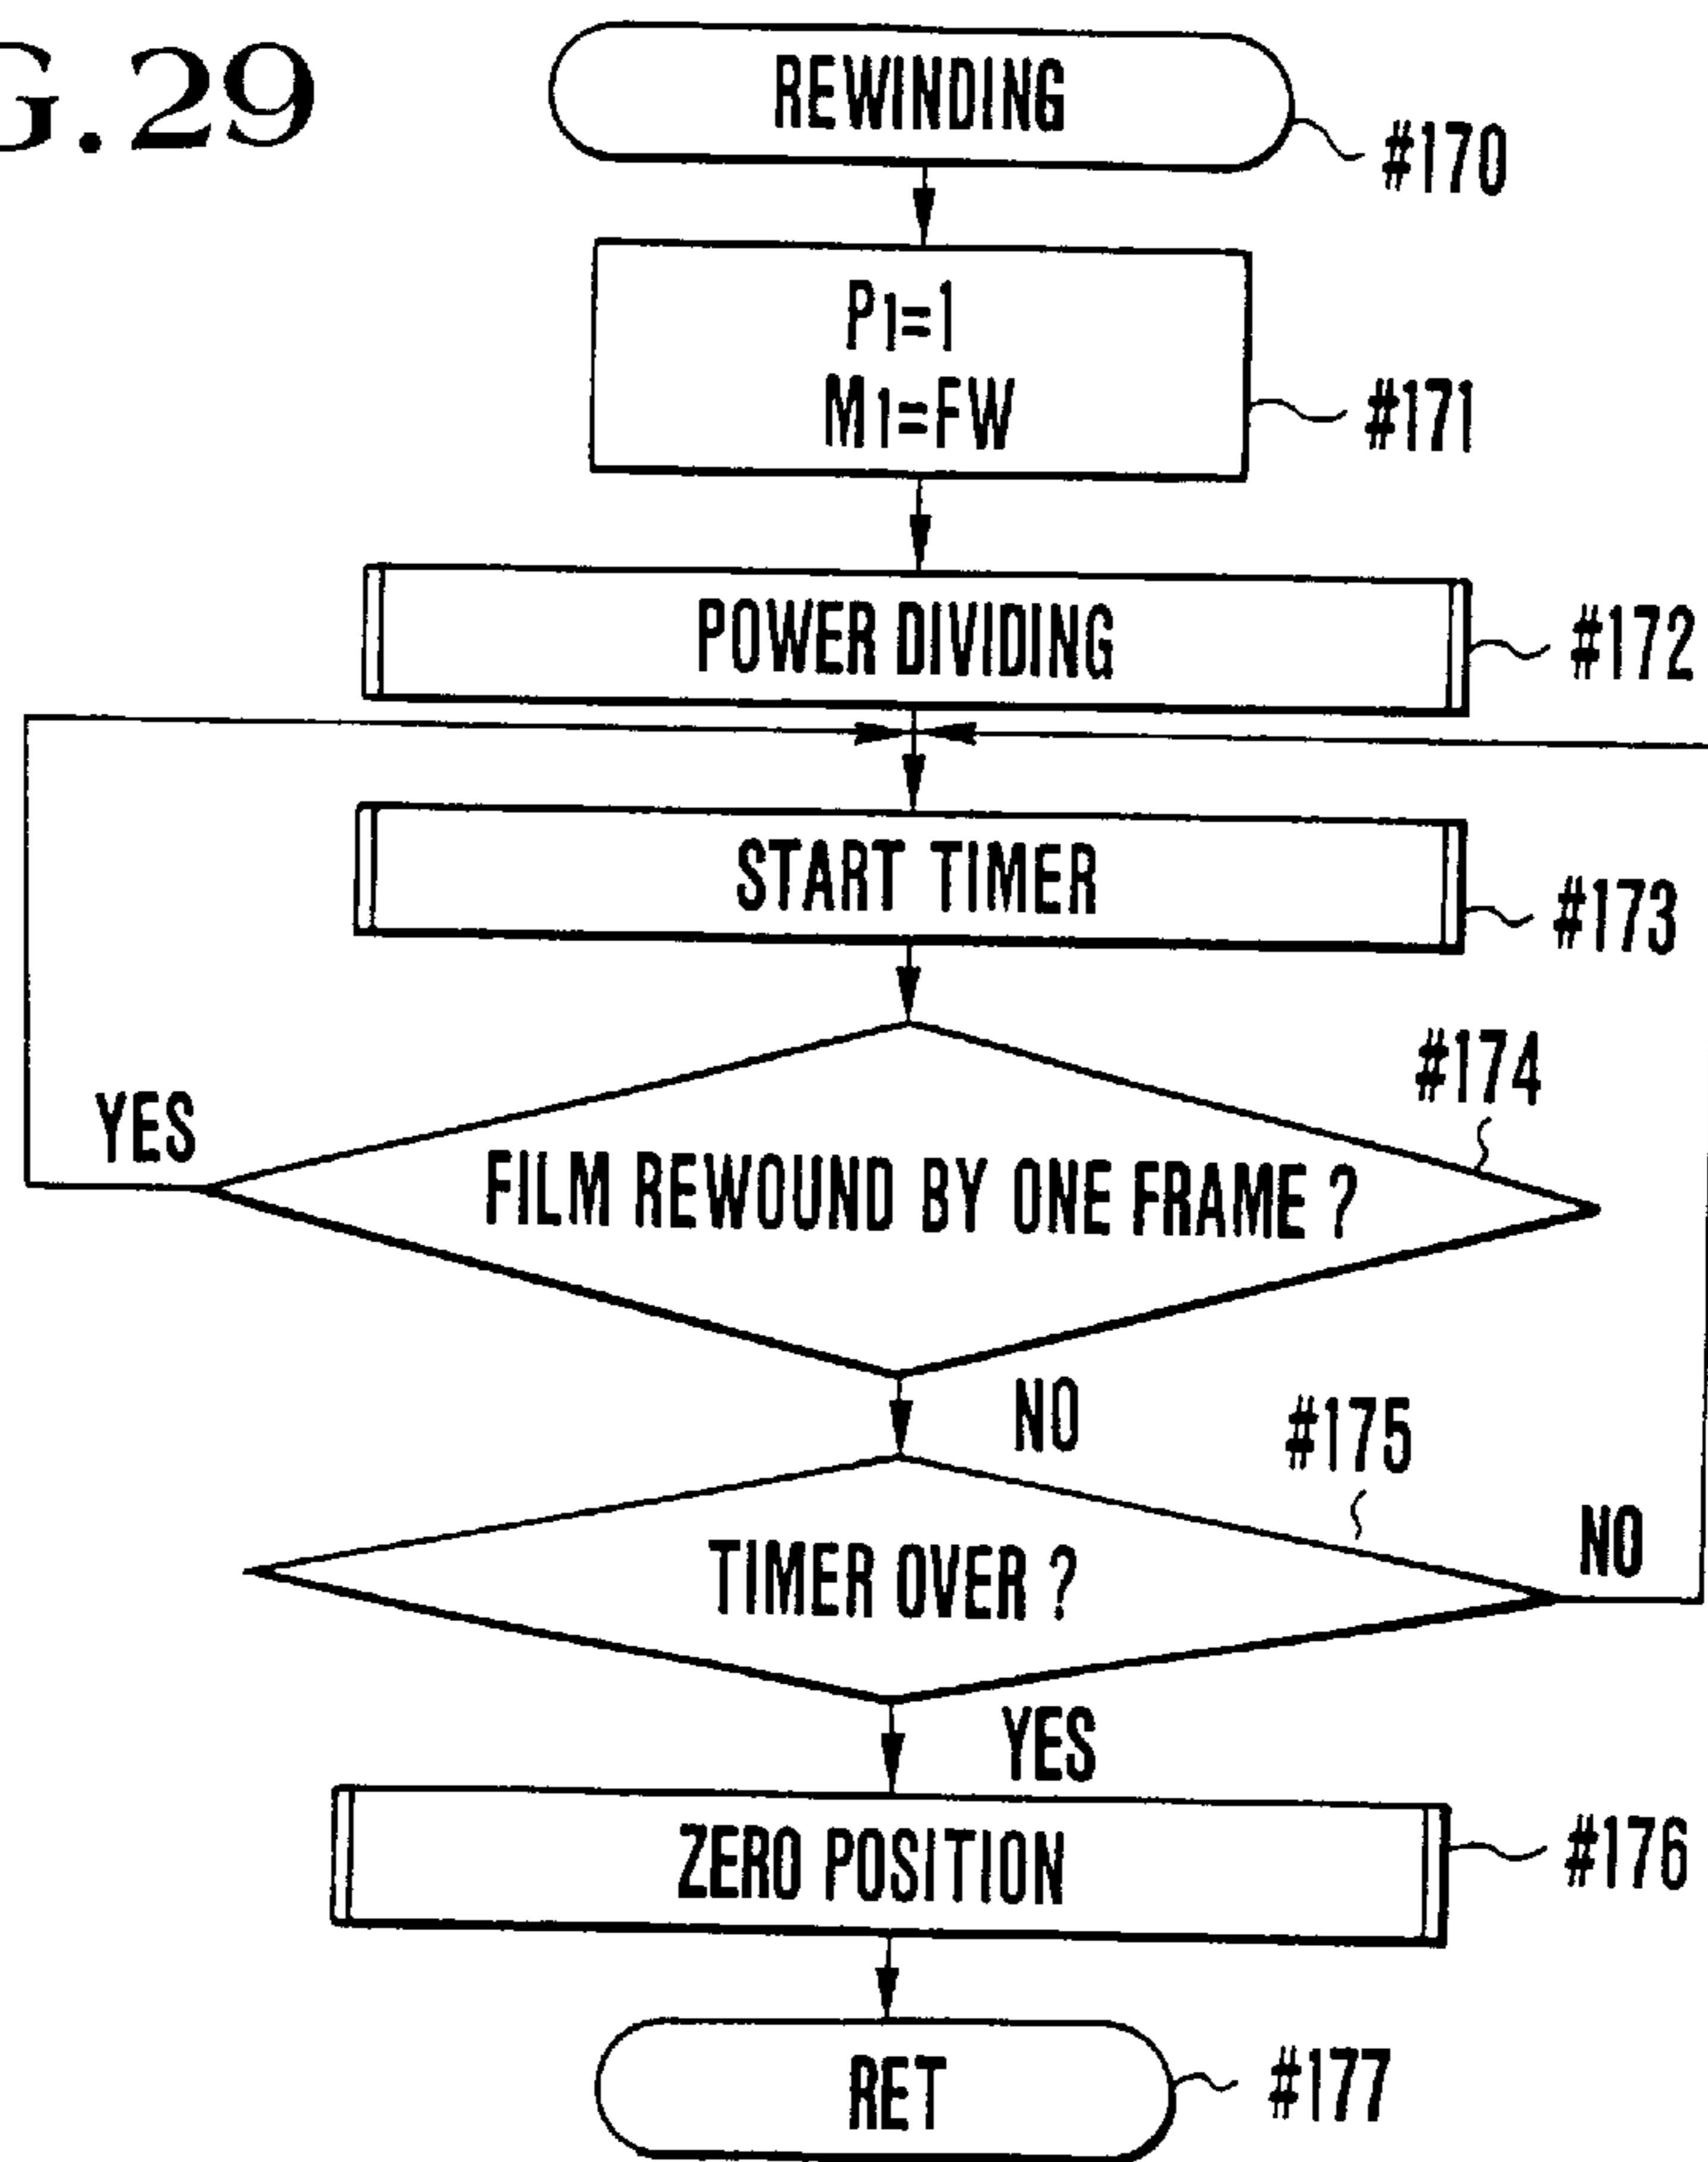 G.29
REWINDING
#170
P1=1
M1=FW
#171
POWER DIVIDING
#172
START TIMER
#173
#174
YES
FILM REWOUND BY ONE FRAME ?
NO
#175
NO
TIMER OVER ?
YES
ZERO POSITION
#176
RET
#177